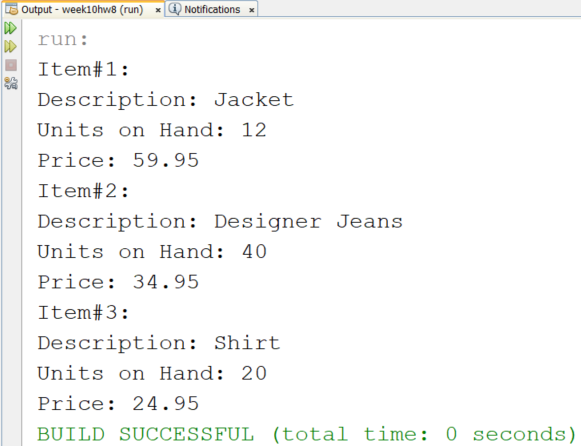 Output - week10hw8 (run) × Notifications ×
run:
Item#1:
Description: Jacket
Units on Hand: 12
Price: 59.95
Item#2:
Description: Designer Jeans
Units on Hand: 40
Price: 34.95
Item#3:
Description: Shirt
Units on Hand: 20
Price: 24.95
BUILD SUCCESSFUL (total time: 0 seconds)